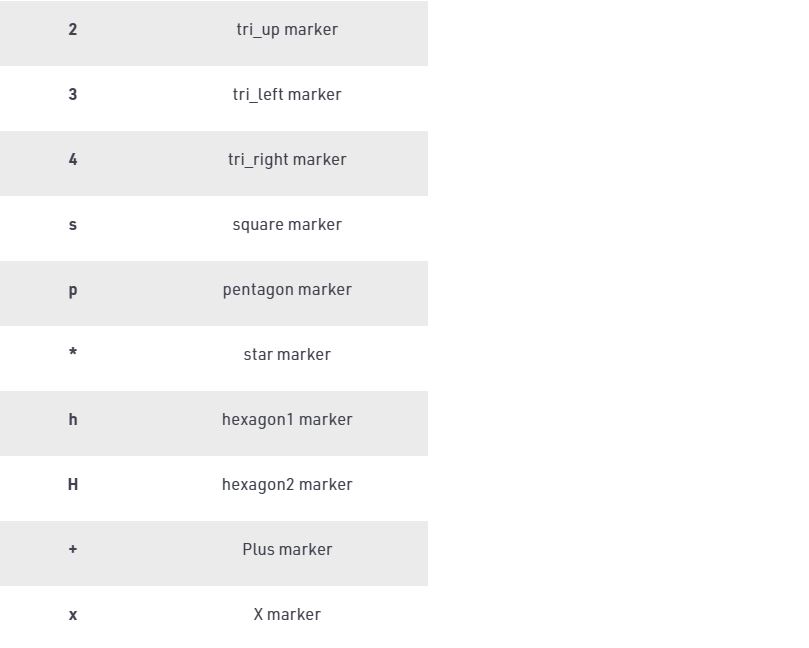 2 tri_up marker
3 tri_left marker
4 tri_right marker
s square marker
p pentagon marker
* star marker
h hexagon1 marker
H hexagon2 marker
+ Plus marker
x X marker